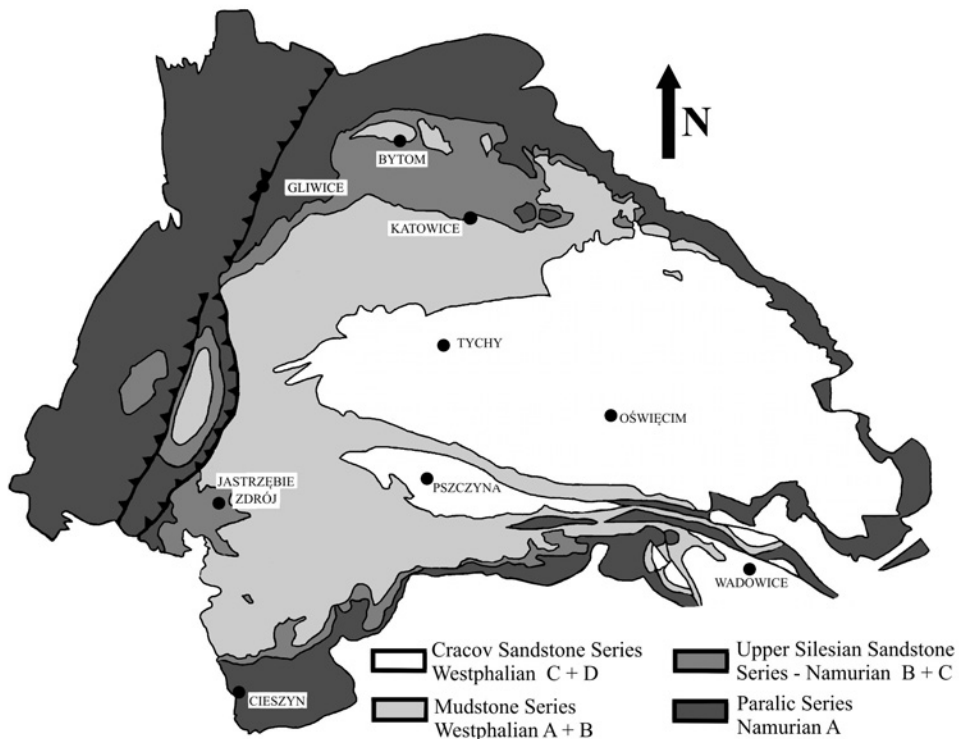 N
BYTOM
GLIWICE
KATOWICE
TYCHY
OŚWIĘCIM
JASTRZĘBIE
ZDRÓJ
PSZCZYNA
WADOWICE
CIESZYN
Cracov Sandstone Series
Westphalian C + D
Mudstone Series
Westphalian A + B
Upper Silesian Sandstone
Series - Namurian B + C
Paralic Series
Namurian A